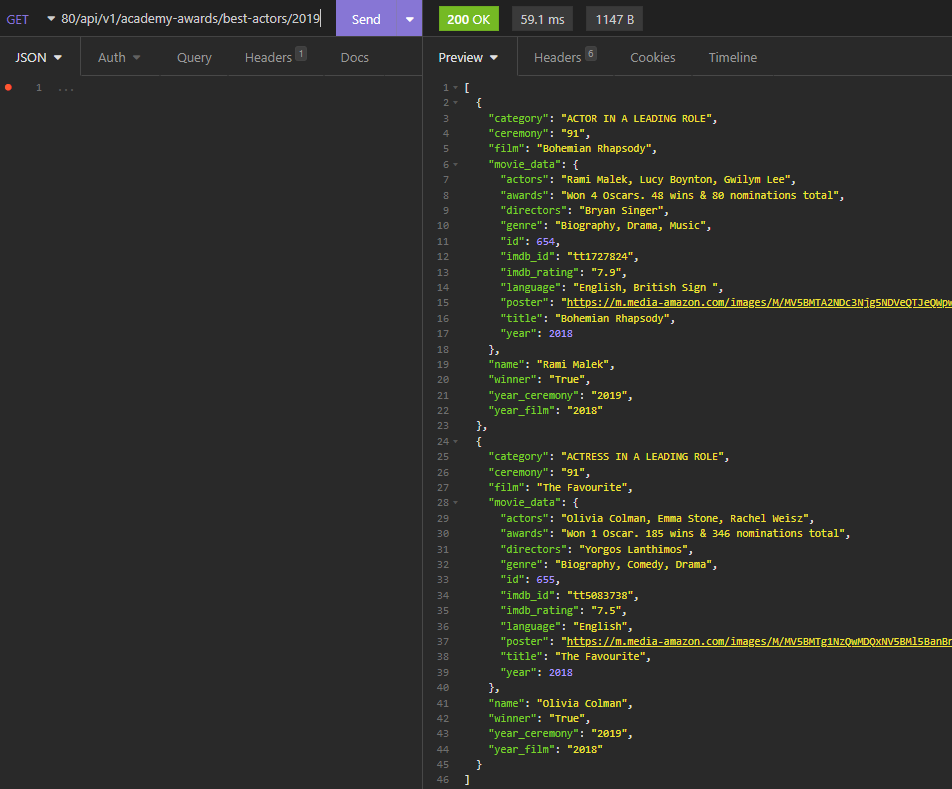 GET 80/api/v1/academy-awards/best-actors/2019 Send 200 OK 59.1 ms 1147 B
JSON Auth Query Headers 1 Docs Preview Headers 6 Cookies Timeline
1 ...
1 [
2 {
3 "category": "ACTOR IN A LEADING ROLE",
4 "ceremony": "91",
5 "film": "Bohemian Rhapsody",
6 "movie_data": {
7 "actors": "Rami Malek, Lucy Boynton, Gwilym Lee",
8 "awards": "Won 4 Oscars. 48 wins & 80 nominations total",
9 "directors": "Bryan Singer",
10 "genre": "Biography, Drama, Music",
11 "id": 654,
12 "imdb_id": "tt1727824",
13 "imdb_rating": "7.9",
14 "language": "English, British Sign ",
15 "poster": "https://m.media-amazon.com/images/M/MV5BMTA2NDc3Njg5NDVeQTJeQWpw
16 "title": "Bohemian Rhapsody",
17 "year": 2018
18 },
19 "name": "Rami Malek",
20 "winner": "True",
21 "year_ceremony": "2019",
22 "year_film": "2018"
23 },
24 {
25 "category": "ACTRESS IN A LEADING ROLE",
26 "ceremony": "91",
27 "film": "The Favourite",
28 "movie_data": {
29 "actors": "Olivia Colman, Emma Stone, Rachel Weisz",
30 "awards": "Won 1 Oscar. 185 wins & 346 nominations total",
31 "directors": "Yorgos Lanthimos",
32 "genre": "Biography, Comedy, Drama",
33 "id": 655,
34 "imdb_id": "tt5083738",
35 "imdb_rating": "7.5",
36 "language": "English",
37 "poster": "https://m.media-amazon.com/images/M/MV5BMTg1NzQwMDQxNV5BMl5BanBn
38 "title": "The Favourite",
39 "year": 2018
40 },
41 "name": "Olivia Colman",
42 "winner": "True",
43 "year_ceremony": "2019",
44 "year_film": "2018"
45 }
46 ]